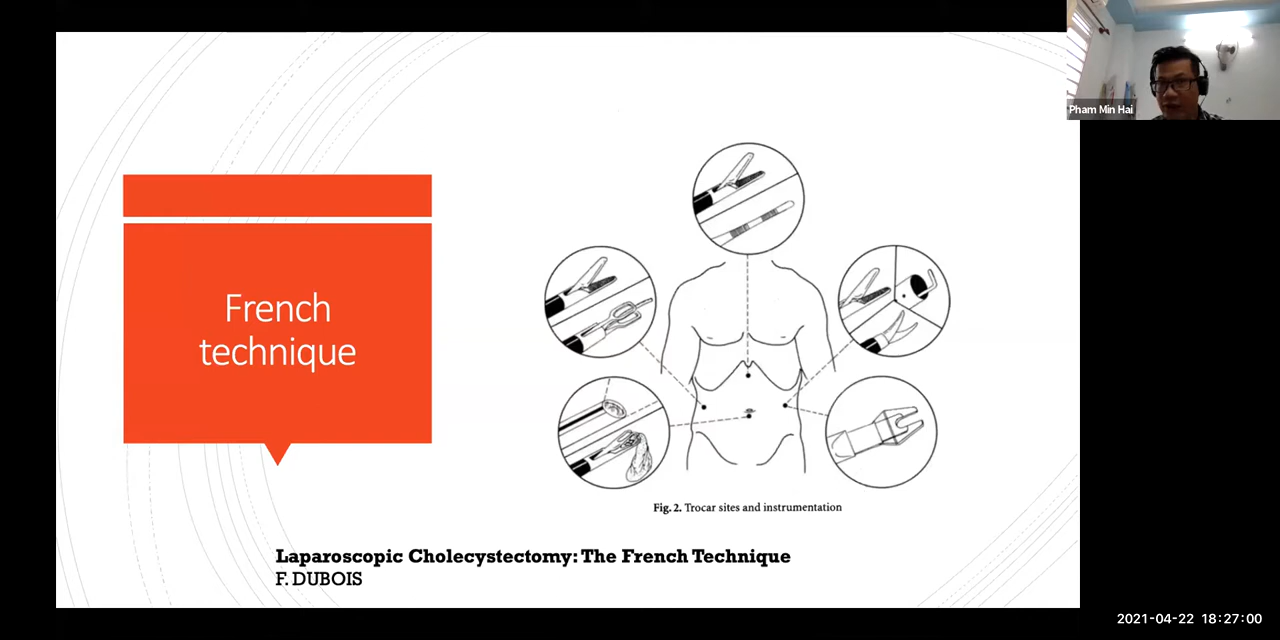 Pham Min Hai
French
technique
Fig. 2. Trocar sites and instrumentation
Laparoscopic Cholecystectomy: The French Technique
F. DUBOIS
2021-04-22 18:27:00